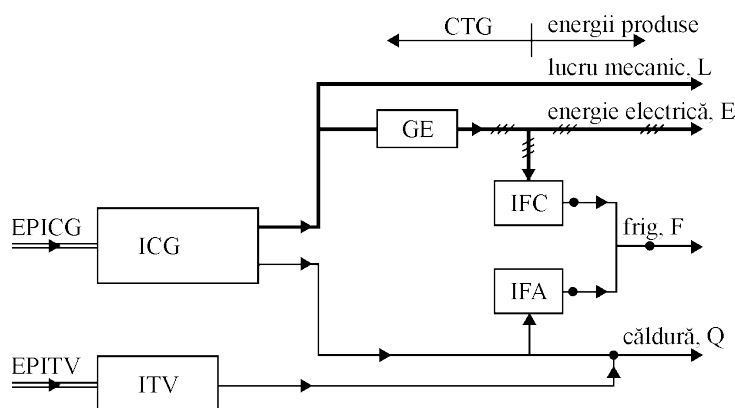 CTG
energii produse
lucru mecanic, L
GE
energie electrică, E
IFC
EPICG
ICG
frig, F
IFA
căldură, Q
EPITV
ITV